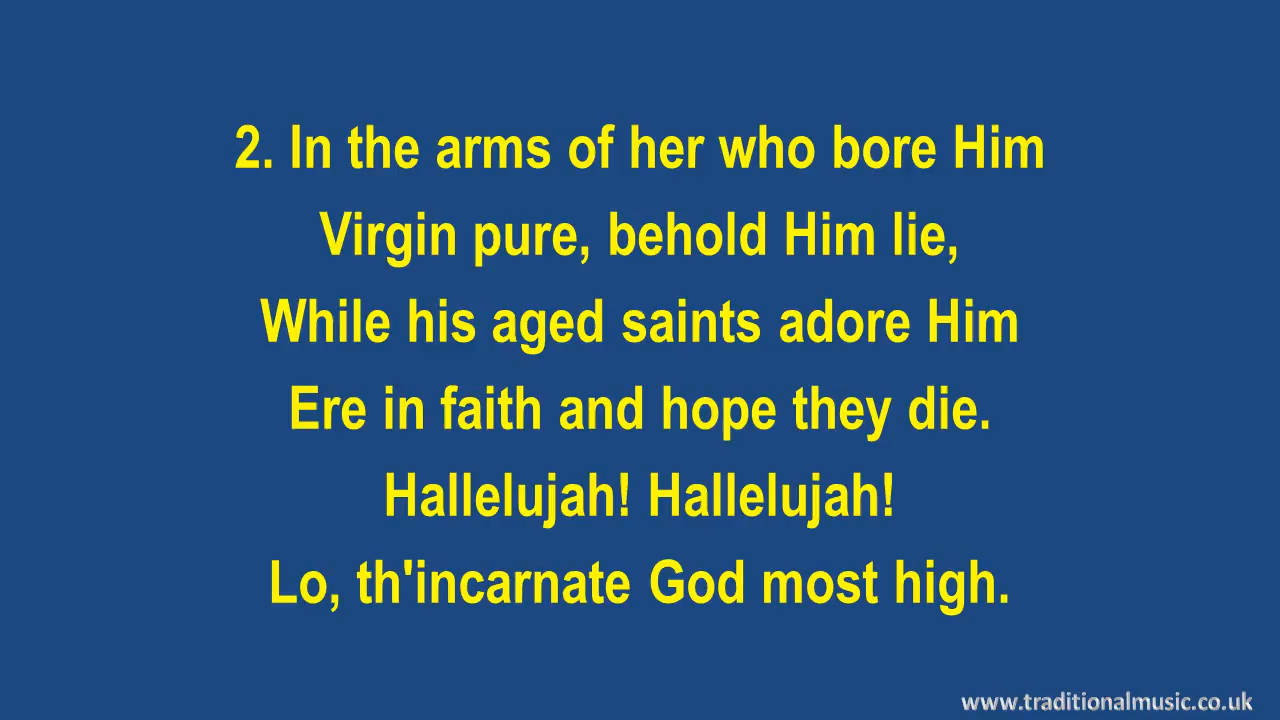 2. In the arms of her who bore Him
Virgin pure, behold Him lie,
While his aged saints adore Him
Ere in faith and hope they die.
Hallelujah! Hallelujah!
Lo, th'incarnate God most high.
www.traditionalmusic.co.uk